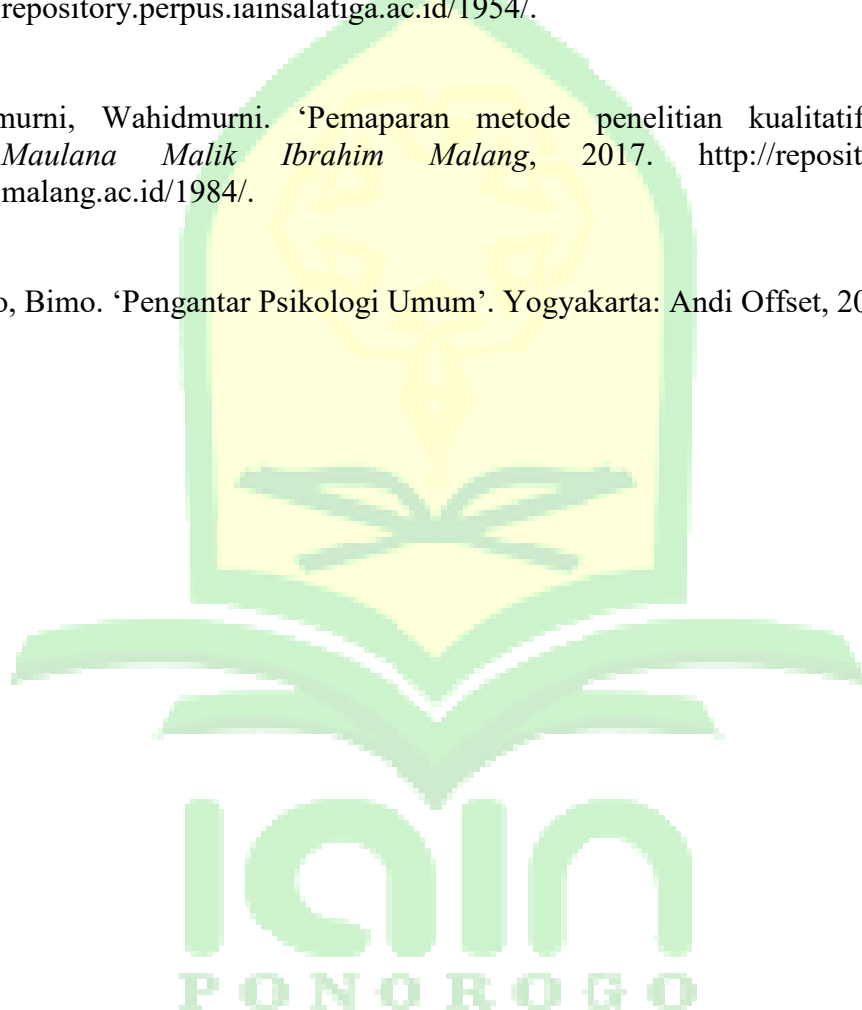 repository.perpus.iainsalatiga.ac.id/1954/.
murni, Wahidmurni. ‘Pemaparan metode penelitian kualitatif
Maulana Malik Ibrahim Malang, 2017. http://reposit
malang.ac.id/1984/.
o, Bimo. ‘Pengantar Psikologi Umum’. Yogyakarta: Andi Offset, 20
iain
PONOROGO